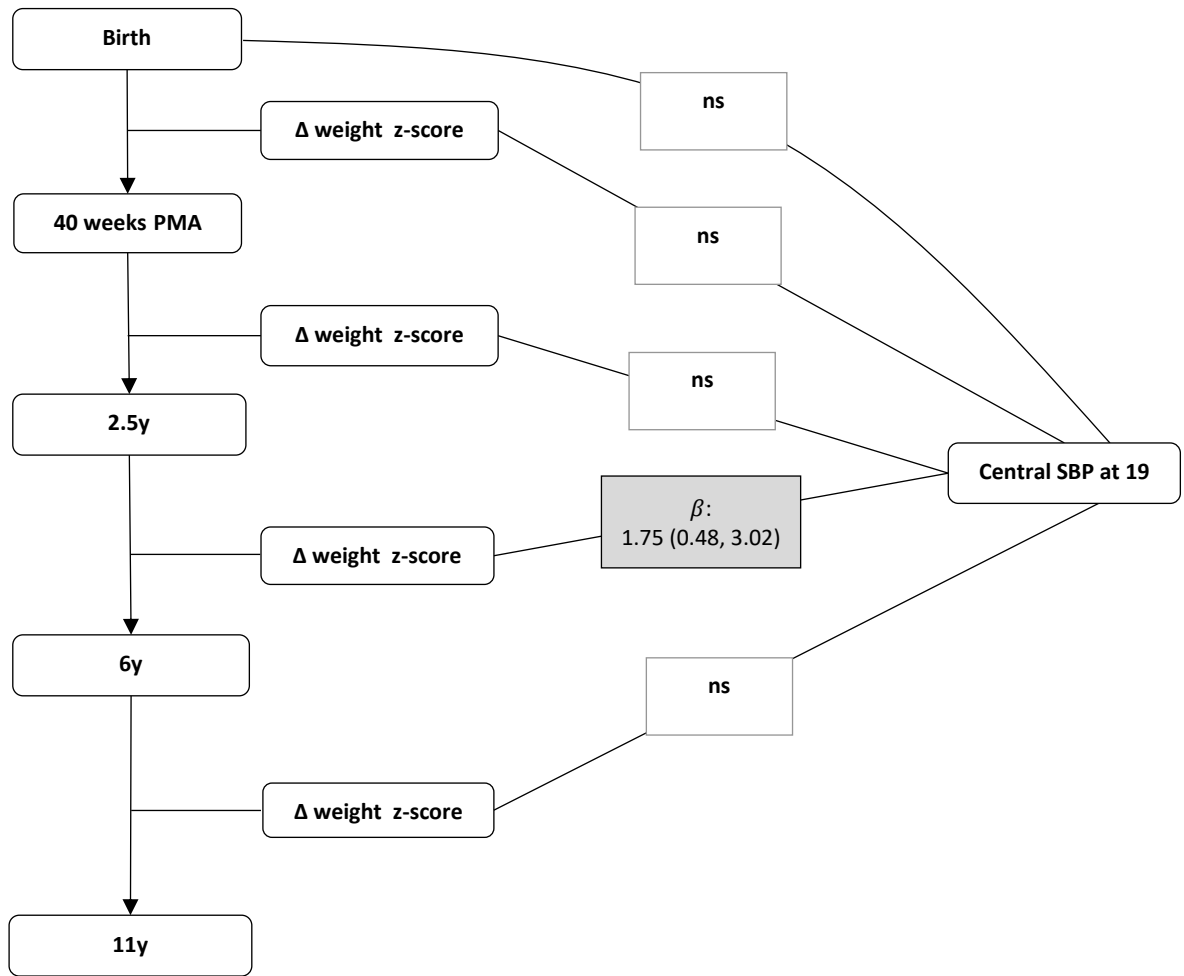 Birth
ns
Δ weight z-score
40 weeks PMA
ns
Δ weight z-score
ns
2.5y
Central SBP at 19
β:
1.75 (0.48, 3.02)
Δ weight z-score
6y
ns
Δ weight z-score
11y